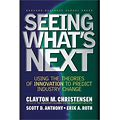 HARVARD BUSINESS SCHOOL PRESS
SEEING
WHAT'S
NEXT
USING THE THEORIES
OF INNOVATION TO PREDICT
INDUSTRY CHANGE
CLAYTON M. CHRISTENSEN
SCOTT D. ANTHONY · ERIK A. ROTH